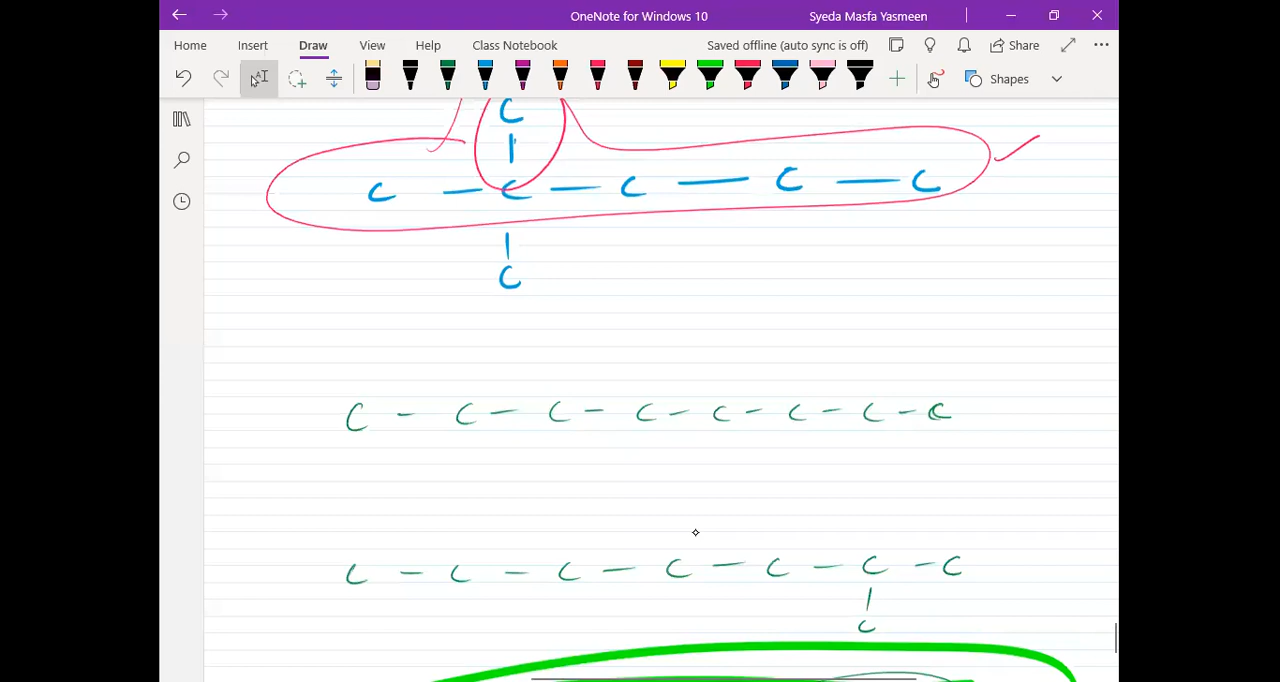 OneNote for Windows 10
Syeda Masfa Yasmeen
Home Insert Draw View Help Class Notebook
Saved offline (auto sync is off)
Share
Shapes
C
|
C — C — C — C — C
|
C
C - C - C - C - C - C - C - C
C - C - C - C - C - C - C
|
C